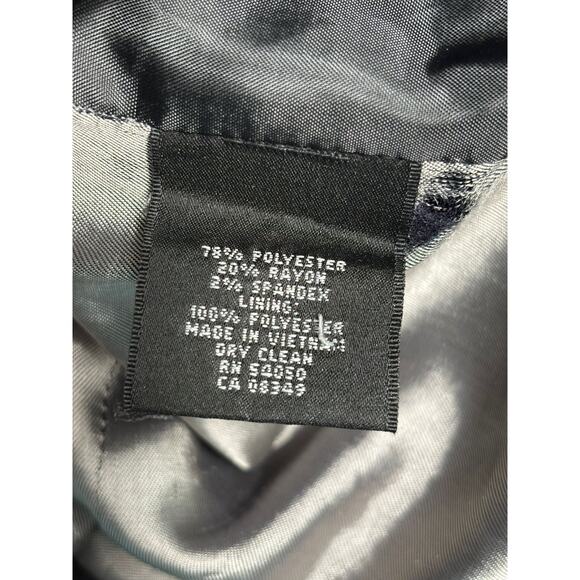 78% POLYESTER
20% RAYON
2% SPANDEX
LINING:
100% POLYESTER
MADE IN VIETNAM
DRY CLEAN
RN 54050
CA 08349